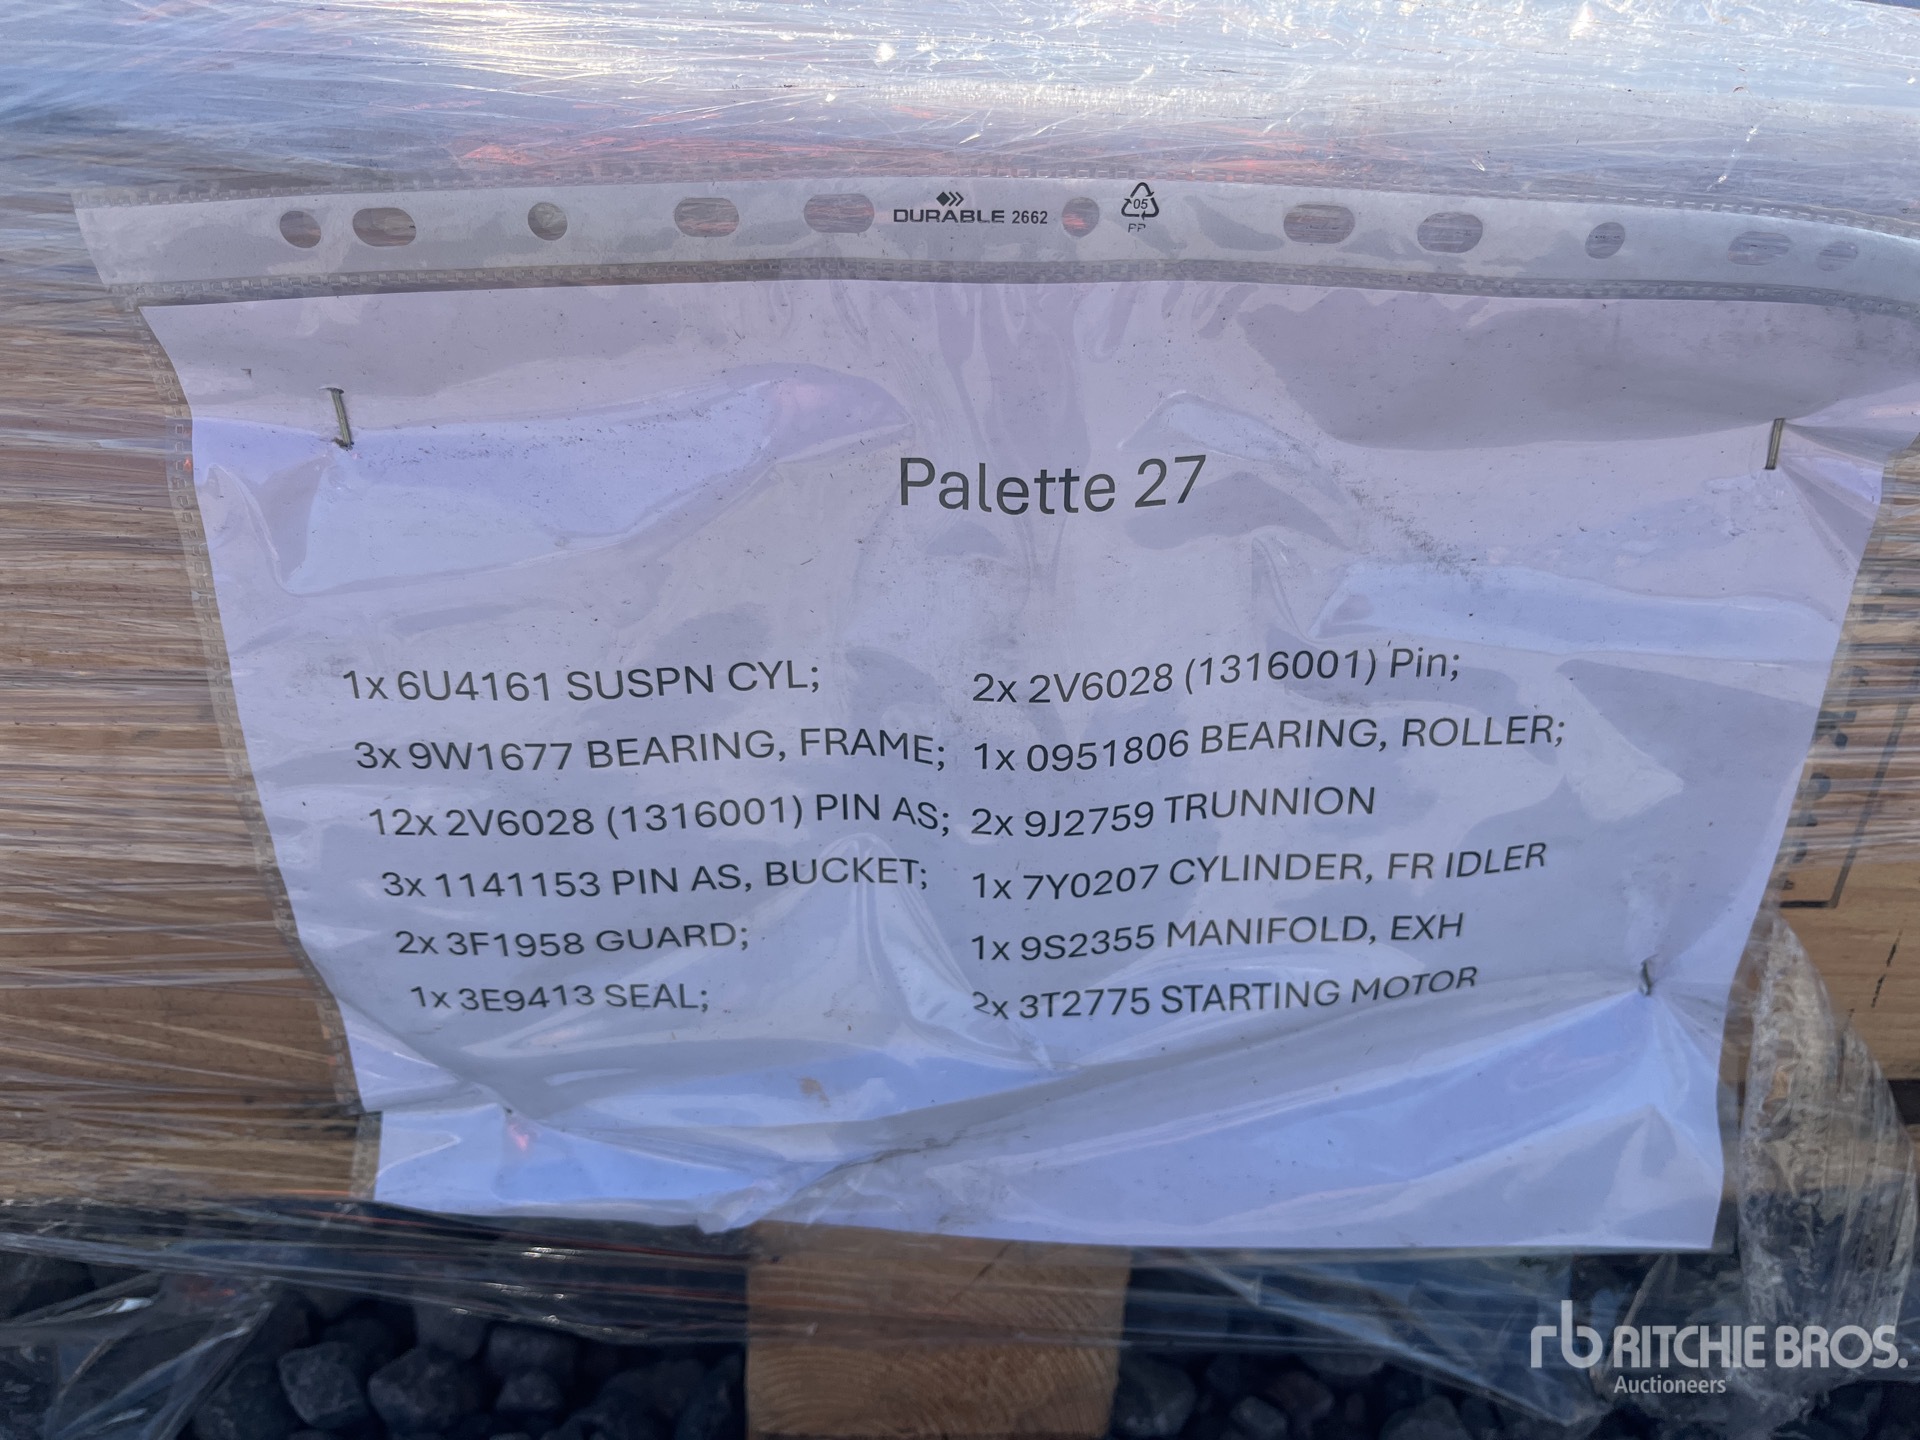 DURABLE 2662
05
PP
Palette 27
1x 6U4161 SUSPN CYL;
3x 9W1677 BEARING, FRAME;
12x 2V6028 (1316001) PIN AS;
3x 1141153 PIN AS, BUCKET;
2x 3F1958 GUARD;
1x 3E9413 SEAL;
2x 2V6028 (1316001) Pin;
1x 0951806 BEARING, ROLLER;
2x 9J2759 TRUNNION
1x 7Y0207 CYLINDER, FR IDLER
1x 9S2355 MANIFOLD, EXH
2x 3T2775 STARTING MOTOR
rb RITCHIE BROS.
Auctioneers